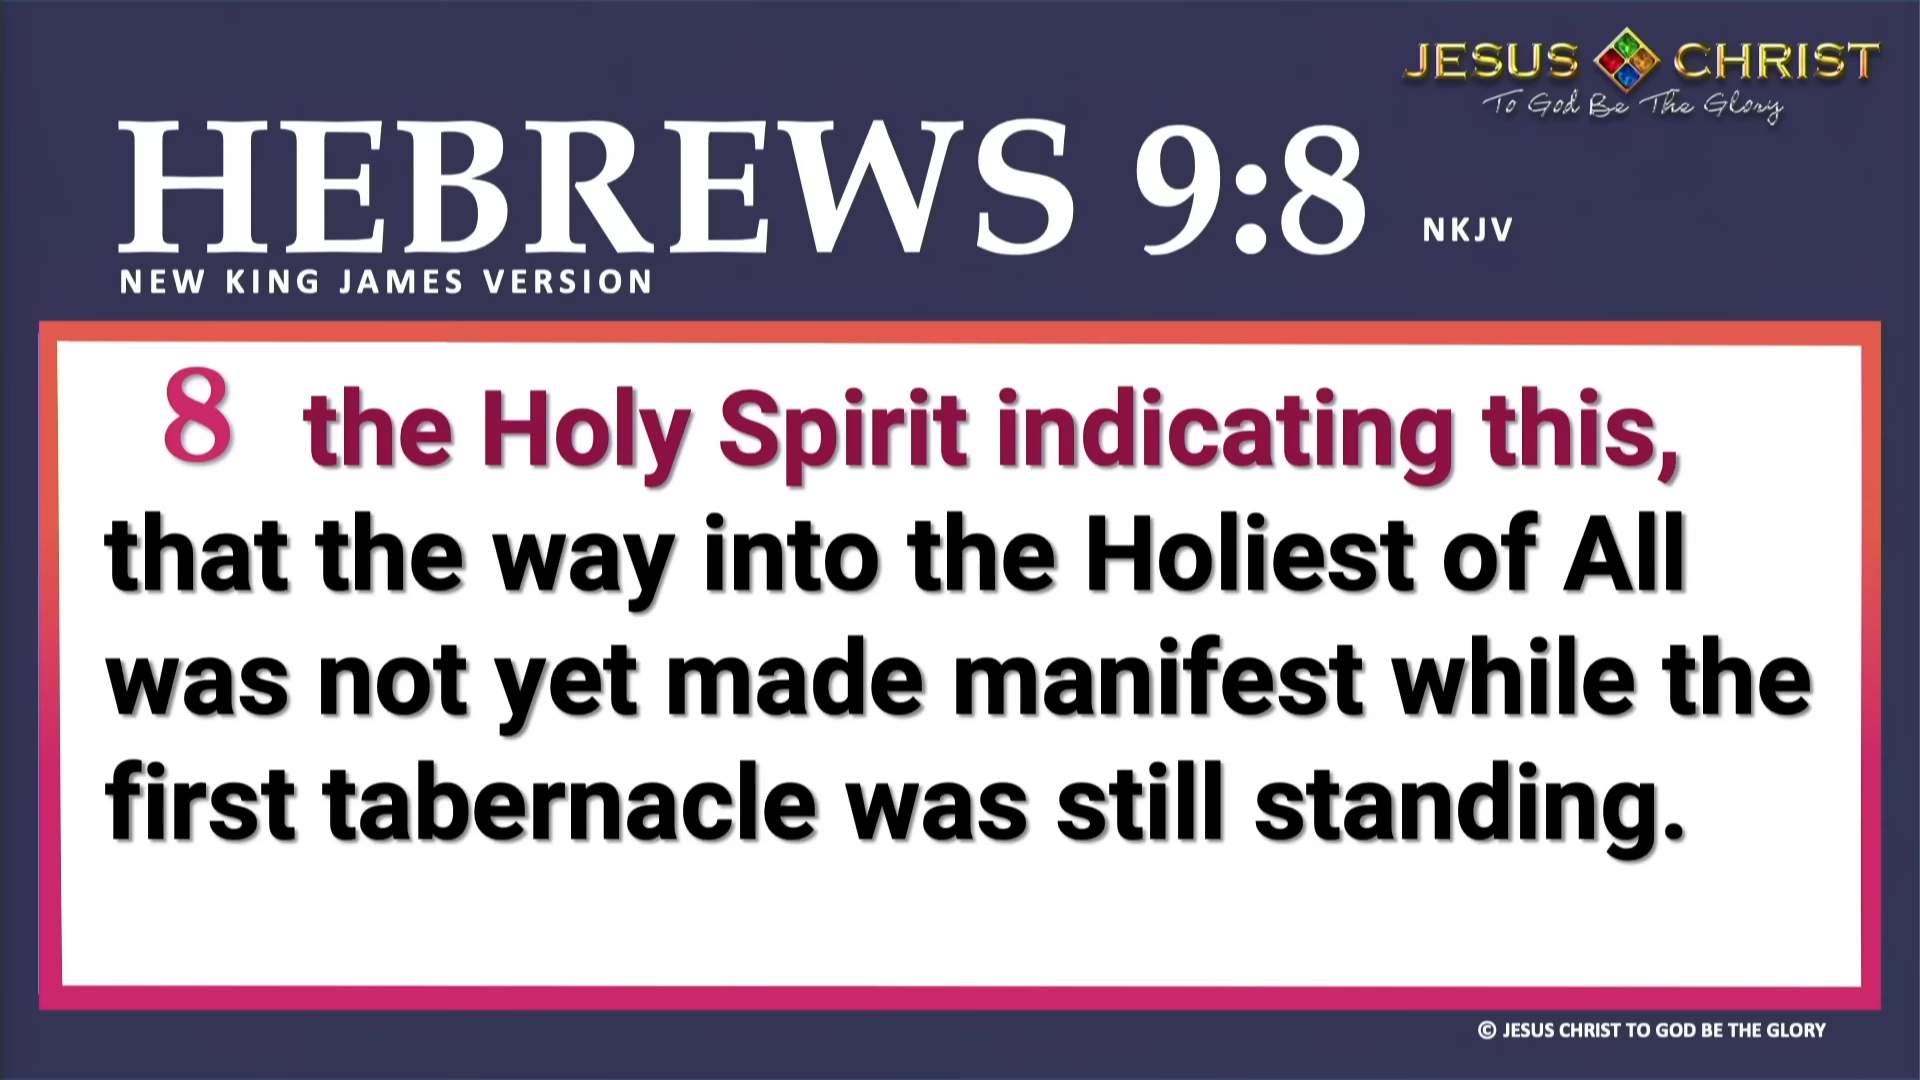 JESUS CHRIST
To God Be The Glory
HEBREWS 9:8 NKJV
NEW KING JAMES VERSION
8 the Holy Spirit indicating this,
that the way into the Holiest of All
was not yet made manifest while the
first tabernacle was still standing.
© JESUS CHRIST TO GOD BE THE GLORY